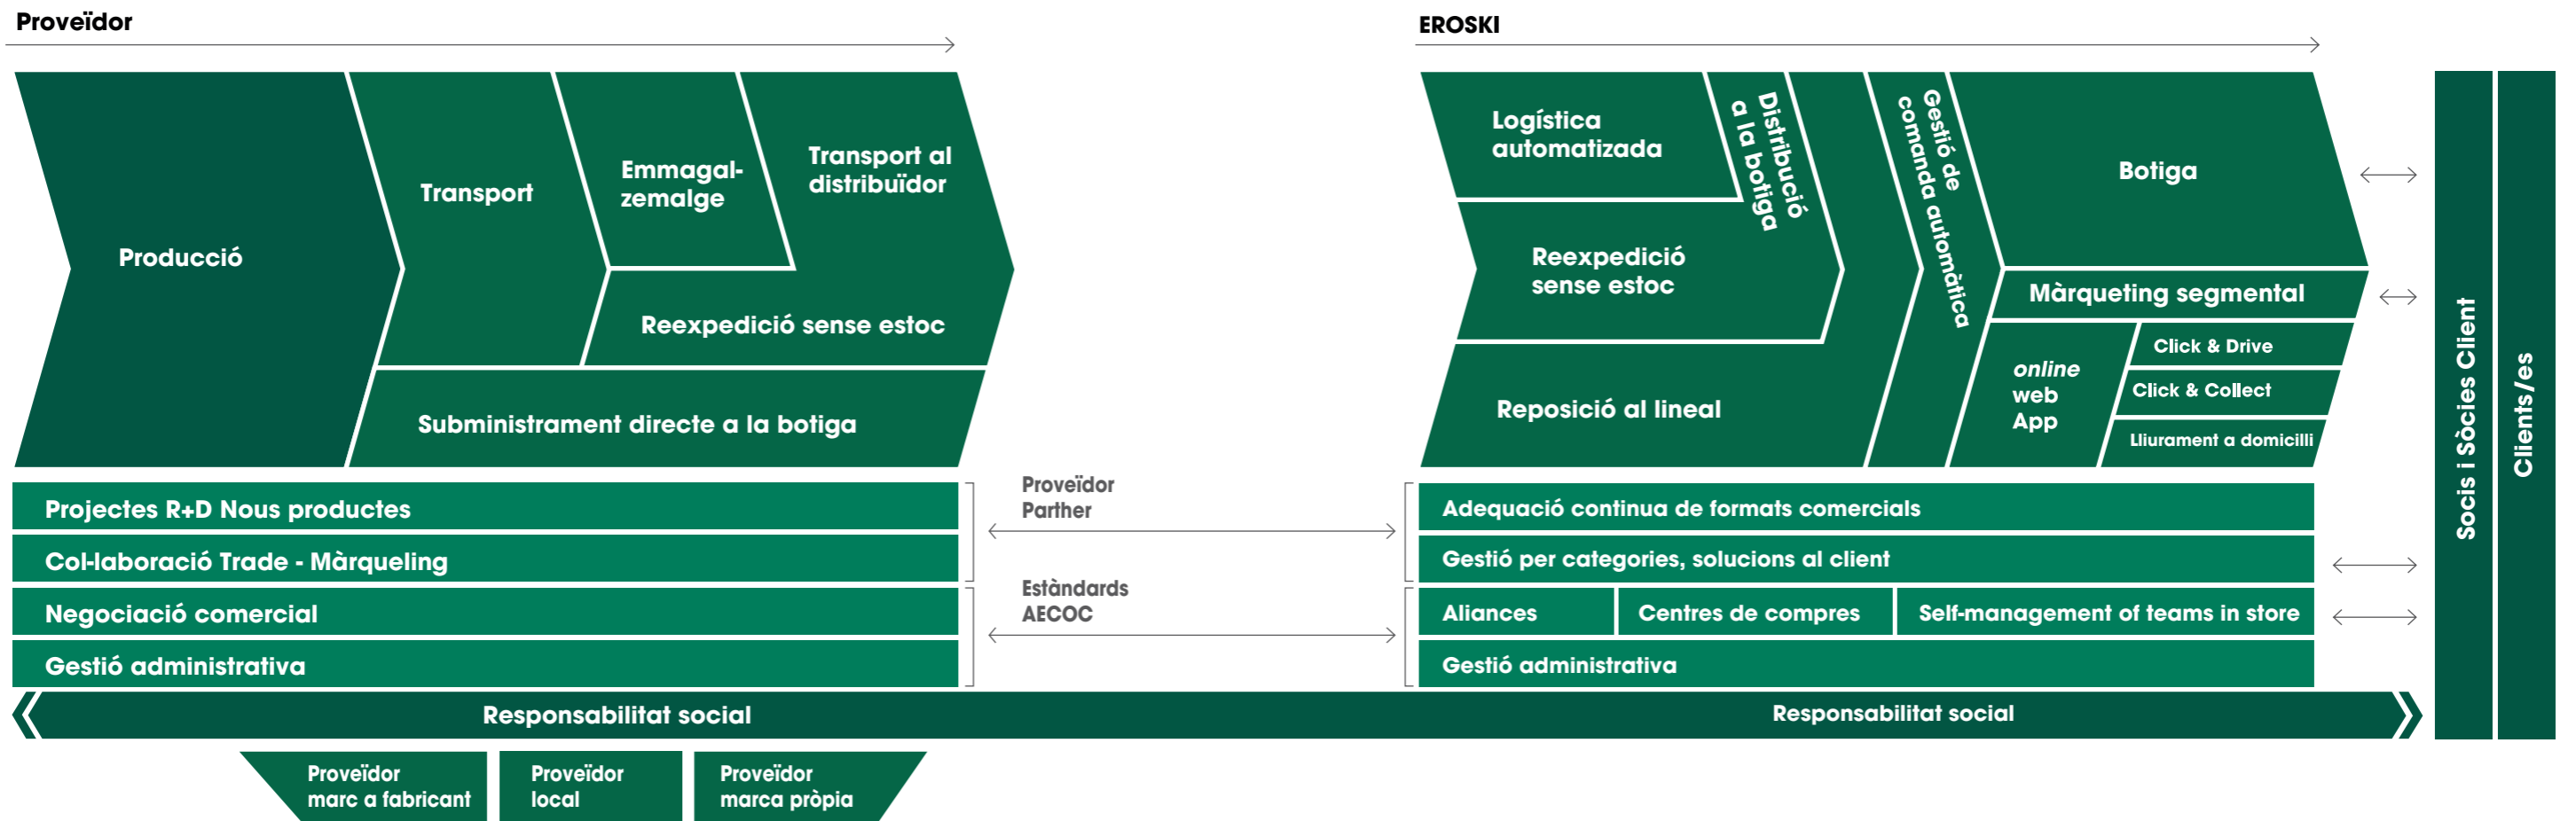 Proveïdor
Producció
Transport
Emmagal-
zemalge
Transport al
distribuïdor
Reexpedició sense estoc
Subministrament directe a la botiga
Projectes R+D Nous productes
Col-laboració Trade - Màrqueling
Negociació comercial
Gestió administrativa
Proveïdor
Parther
Estàndards
AECOC
EROSKI
Logística
automatizada
Reexpedició
sense estoc
Reposició al lineal
Distribució
a la botiga
Gestió de
comanda automàtica
Botiga
Màrqueting segmental
online
web
App
Click & Drive
Click & Collect
Lliurament a domicilli
Adequació continua de formats comercials
Gestió per categories, solucions al client
Aliances
Centres de compres
Self-management of teams in store
Gestió administrativa
Socis i Sòcies Client
Clients/es
Responsabilitat social
Responsabilitat social
Proveïdor
marc a fabricant
Proveïdor
local
Proveïdor
marca pròpia